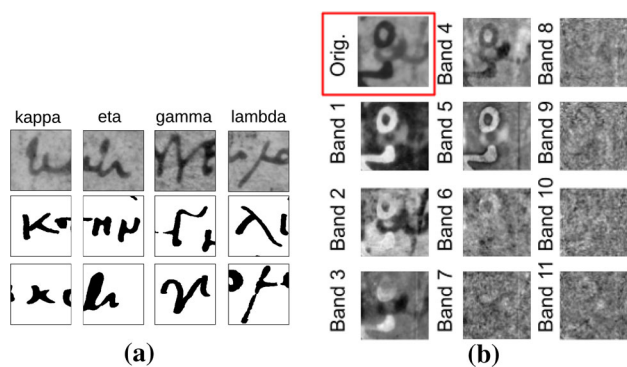 kappa eta gamma lambda
(a)
Orig. Band 4 Band 8
Band 1 Band 5 Band 9
Band 2 Band 6 Band 10
Band 3 Band 7 Band 11
(b)